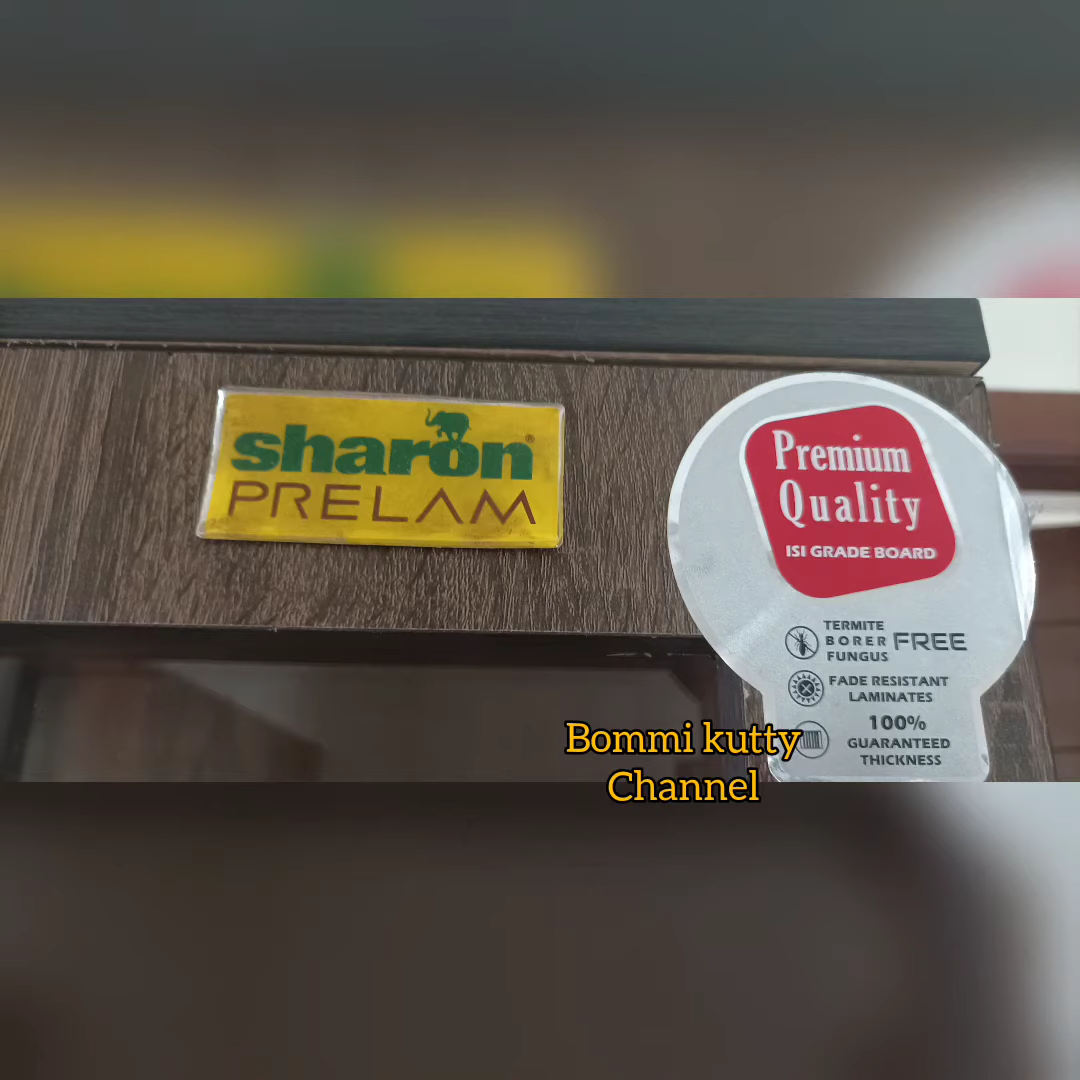 sharon®
PRELAM
Premium
Quality
ISI GRADE BOARD
TERMITE
BORER
FUNGUS
FREE
FADE RESISTANT
LAMINATES
100%
GUARANTEED
THICKNESS
Bommi kutty
Channel